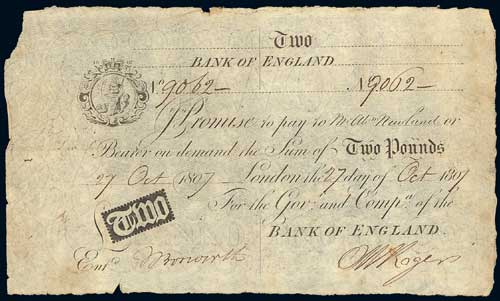 Two
BANK OF ENGLAND
No. 9062 No. 9062
I Promise to pay to Mr. Abm. Newland or
Bearer on demand the Sum of Two Pounds
27 Oct 1807 London the 27 day of Oct 1807
For the Govr. and Compa. of the
Two
BANK OF ENGLAND.
Entd.
Rogers